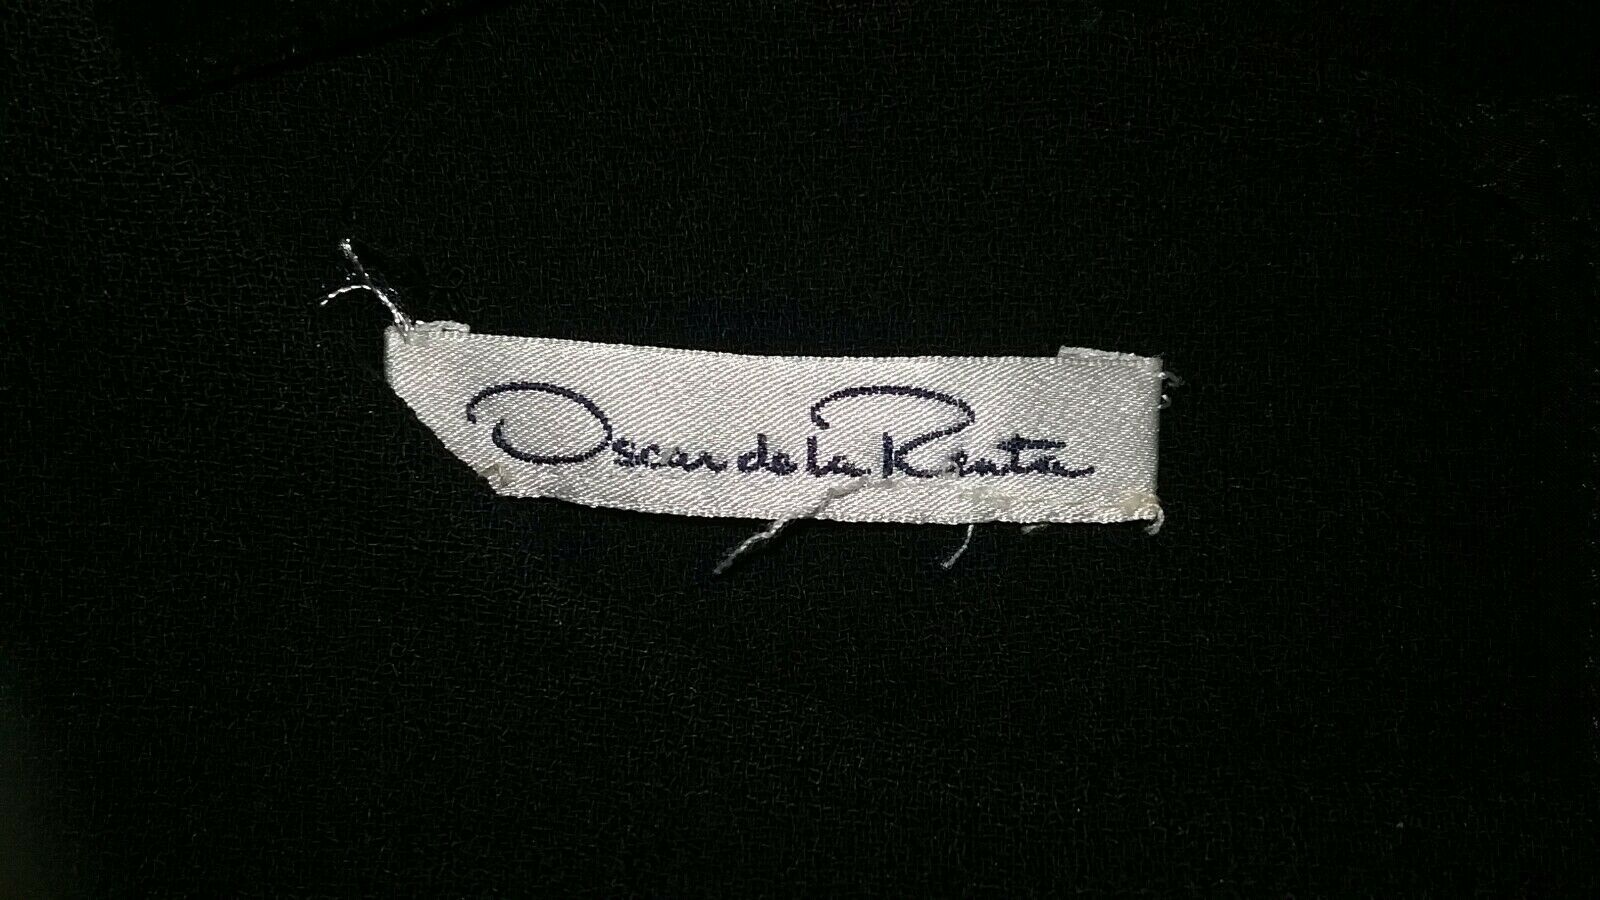 Oscar de la Renta